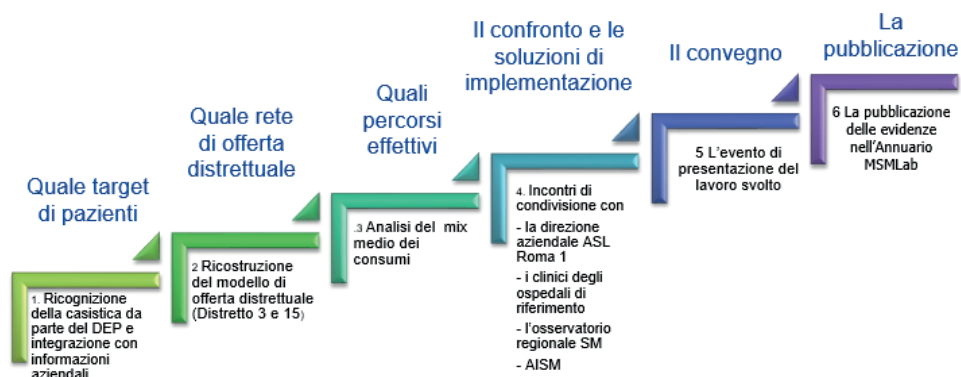 Quale target
di pazienti
1. Ricognizione
della casistica da
parte del DEP e
integrazione con
informazioni
aziendali
Quale rete
di offerta
distrettuale
2 Ricostruzione
del modello di
offerta distrettuale
(Distretto 3 e 15)
Quali
percorsi
effettivi
.3 Analisi del mix
medio dei
consumi
Il confronto e le
soluzioni di
implementazione
4. Incontri di
condivisione con
- la direzione
aziendale ASL
Roma 1
- i clinici degli
ospedali di
riferimento
- l'osservatorio
regionale SM
- AISM
Il convegno
5 L'evento di
presentazione del
lavoro svolto
La
pubblicazione
6 La pubblicazione
delle evidenze
nell'Annuario
MSMLab